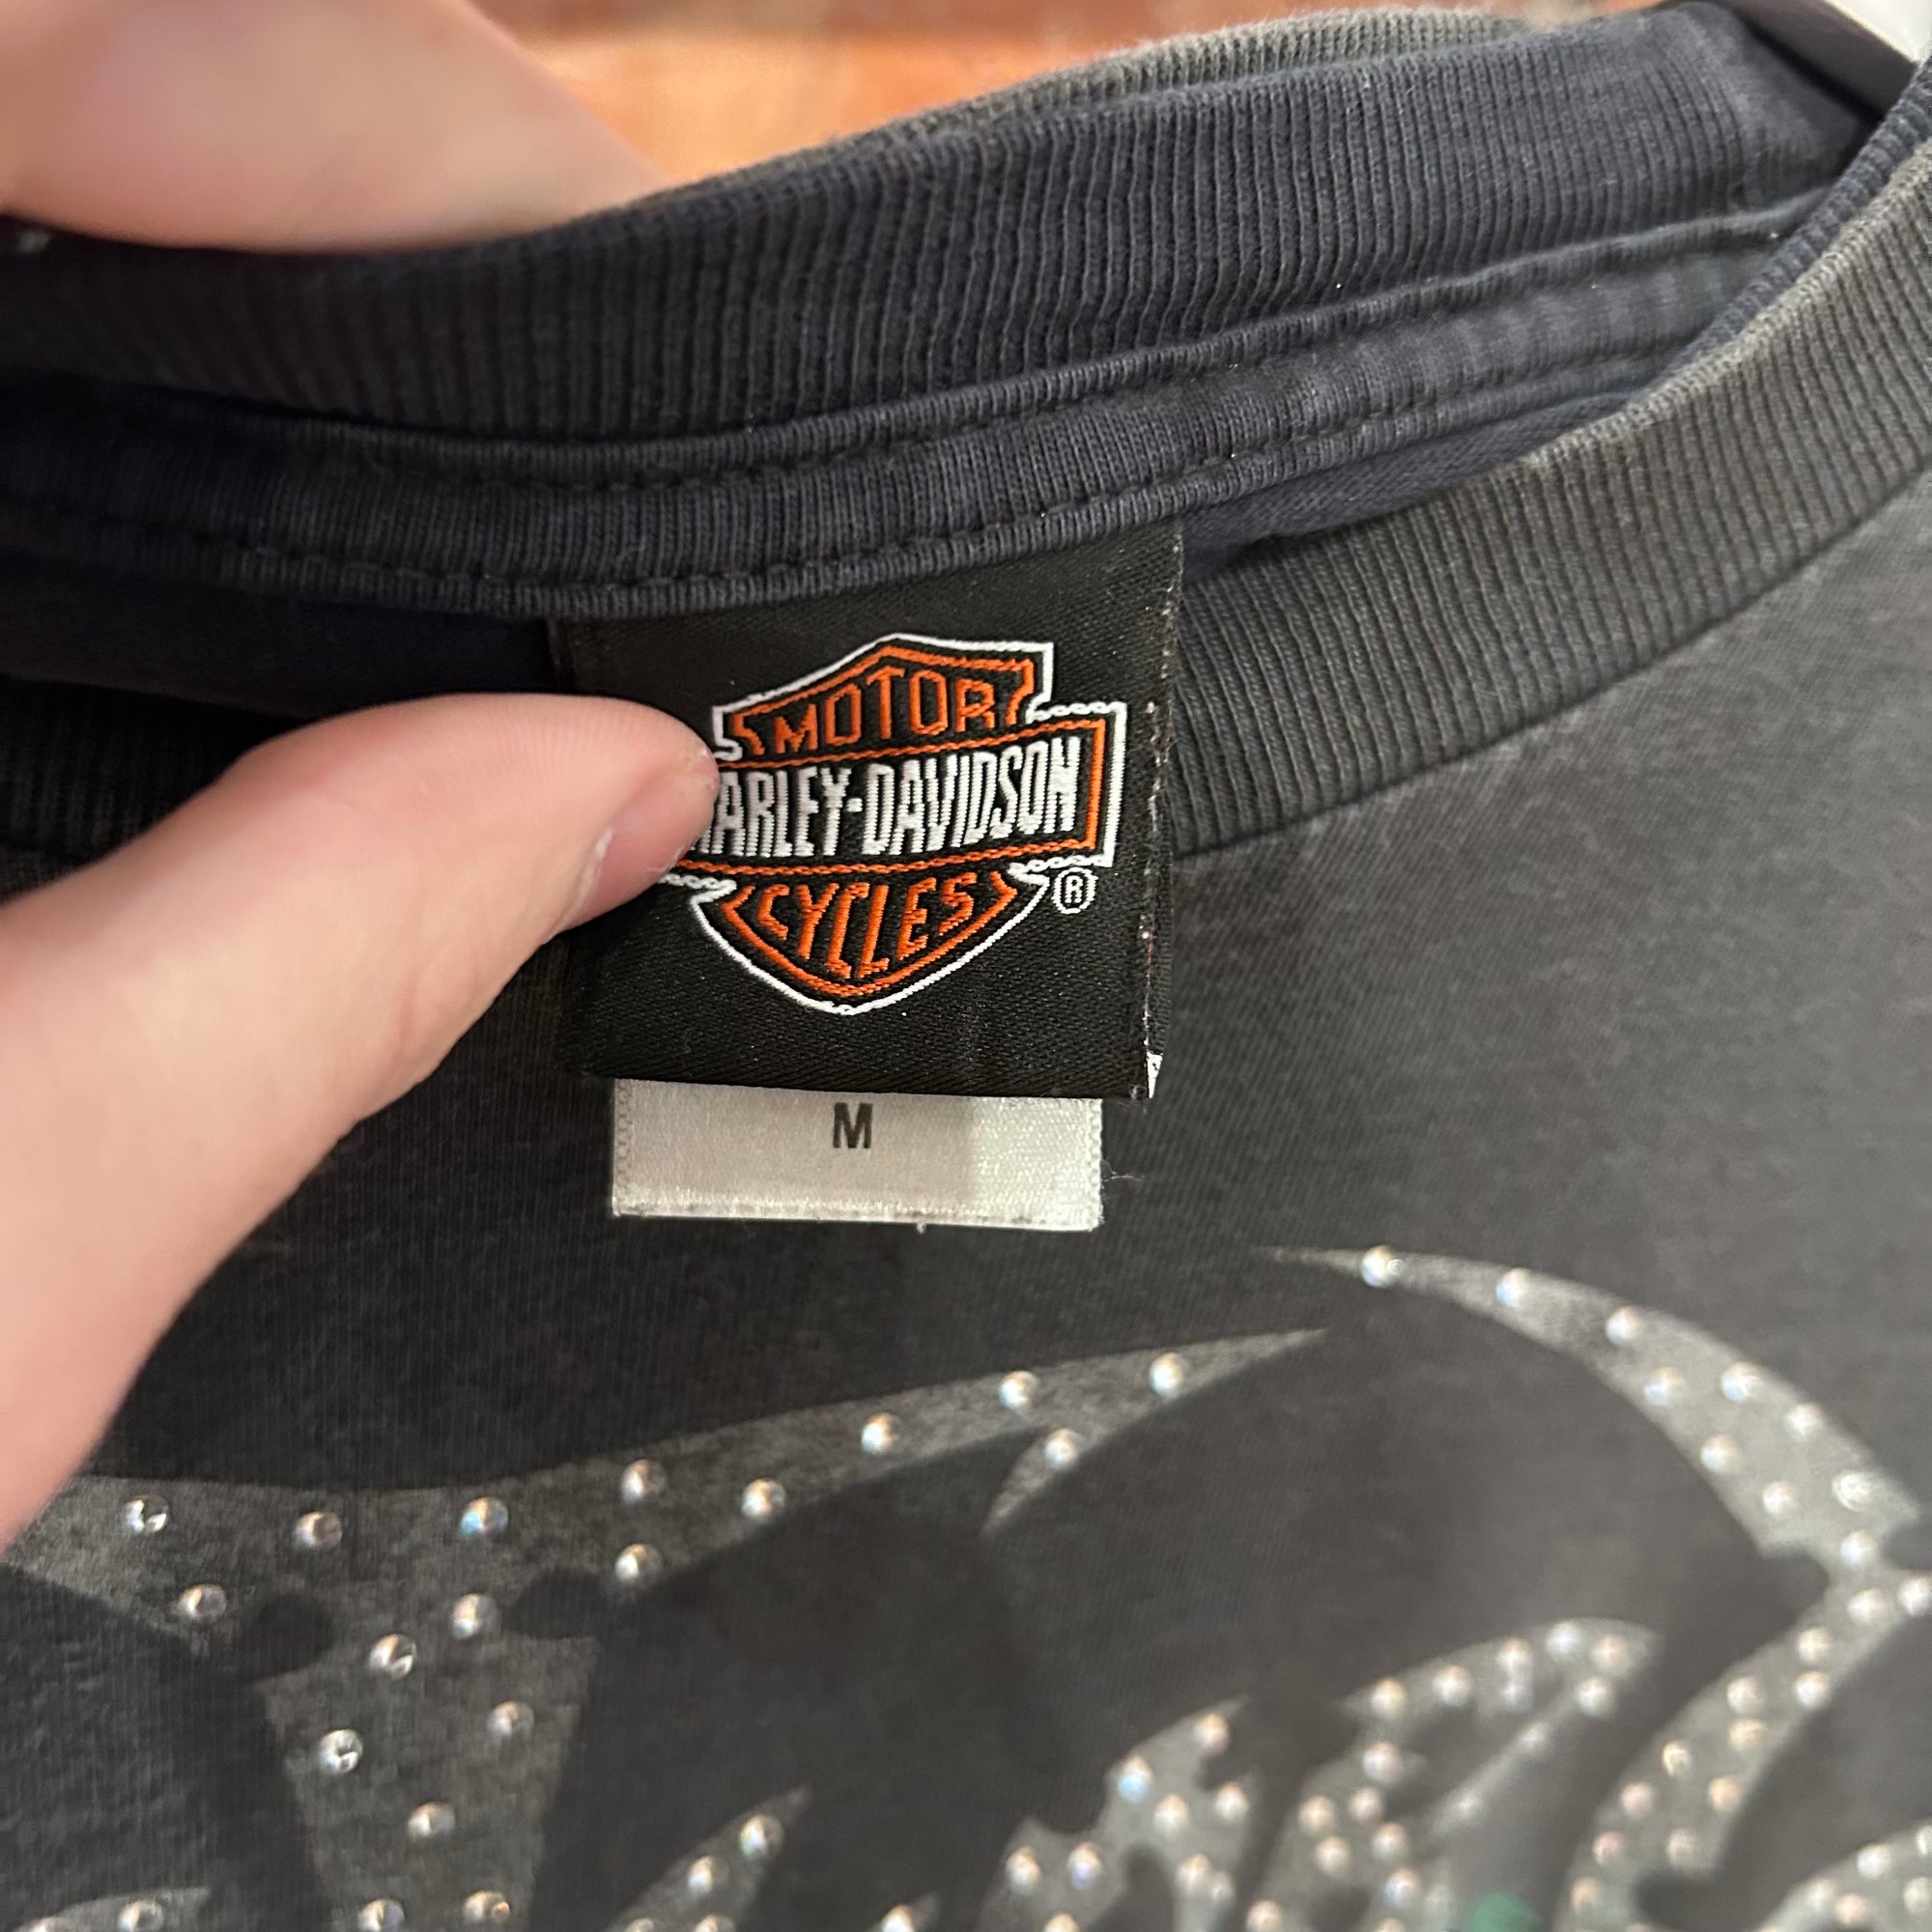 MOTOR
HARLEY-DAVIDSON
CYCLES
®
M